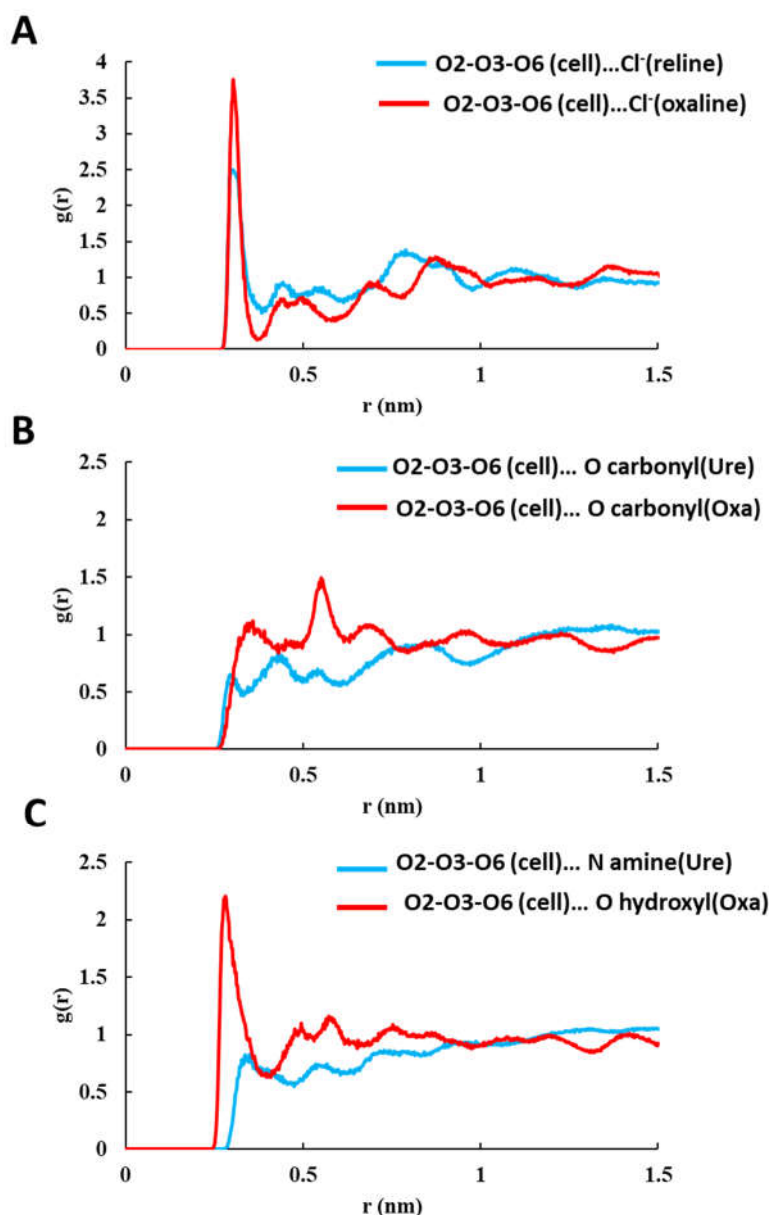 A
O2-O3-O6 (cell)...Cl⁻(reline)
O2-O3-O6 (cell)...Cl⁻(oxaline)
4
3.5
3
2.5
2
1.5
1
0.5
0
g(r)
0
0.5
1
1.5
r (nm)
B
O2-O3-O6 (cell)... O carbonyl(Ure)
O2-O3-O6 (cell)... O carbonyl(Oxa)
2.5
2
1.5
1
0.5
0
g(r)
0
0.5
1
1.5
r (nm)
C
O2-O3-O6 (cell)... N amine(Ure)
O2-O3-O6 (cell)... O hydroxyl(Oxa)
2.5
2
1.5
1
0.5
0
g(r)
0
0.5
1
1.5
r (nm)